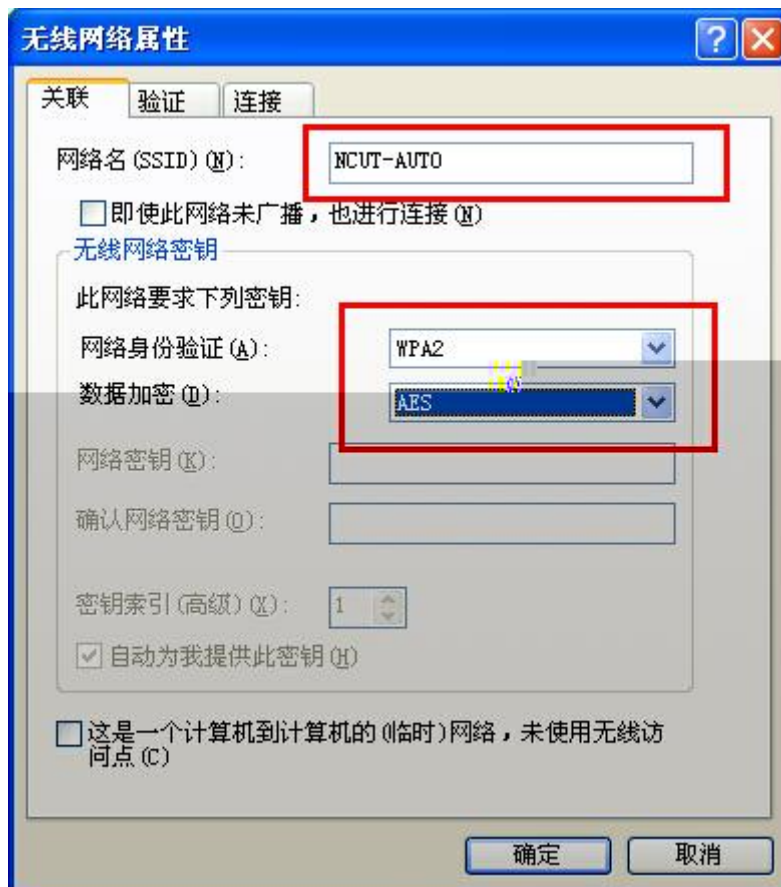 无线网络属性
关联 验证 连接
网络名(SSID)(N): NCUT-AUTO
即使此网络未广播，也进行连接(N)
无线网络密钥
此网络要求下列密钥:
网络身份验证(A): WPA2
数据加密(D): AES
网络密钥(K):
确认网络密钥(O):
密钥索引(高级)(X): 1
自动为我提供此密钥(H)
这是一个计算机到计算机的(临时)网络，未使用无线访
问点(C)
确定 取消